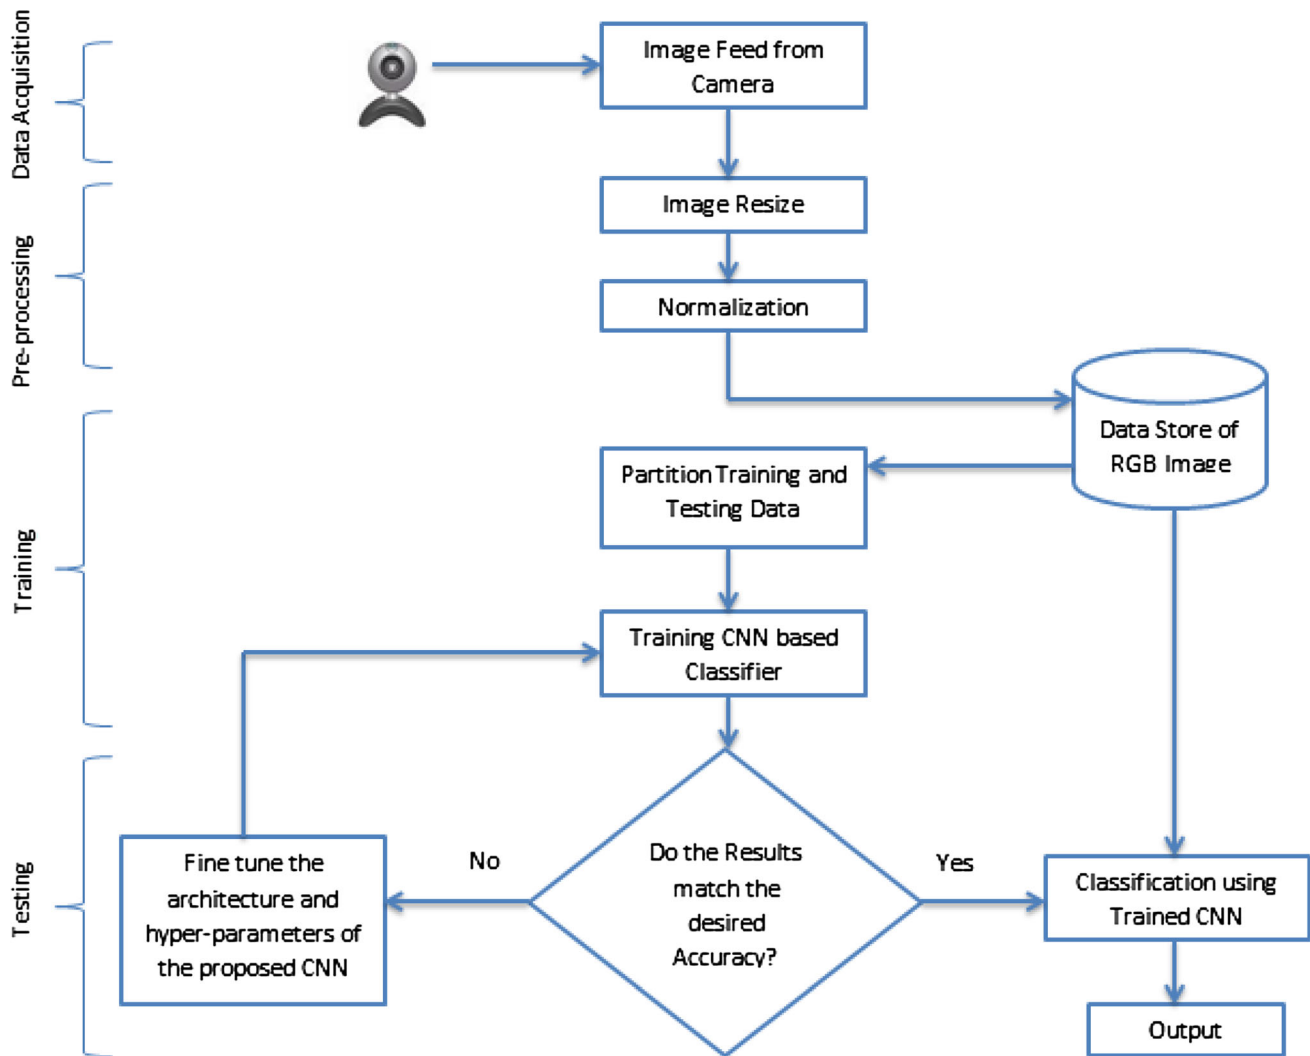 Data Acquisition
Image Feed from
Camera
Pre-processing
Image Resize
Normalization
Data Store of
RGB Image
Training
Partition Training and
Testing Data
Training CNN based
Classifier
Testing
Fine tune the
architecture and
hyper-parameters of
the proposed CNN
No
Do the Results
match the
desired
Accuracy?
Yes
Classification using
Trained CNN
Output